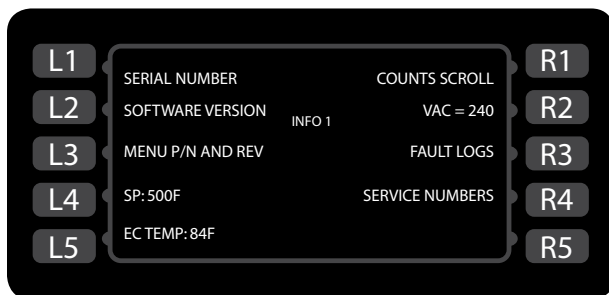 L1 SERIAL NUMBER COUNTS SCROLL R1
L2 SOFTWARE VERSION INFO 1 VAC = 240 R2
L3 MENU P/N AND REV FAULT LOGS R3
L4 SP: 500F SERVICE NUMBERS R4
L5 EC TEMP: 84F R5